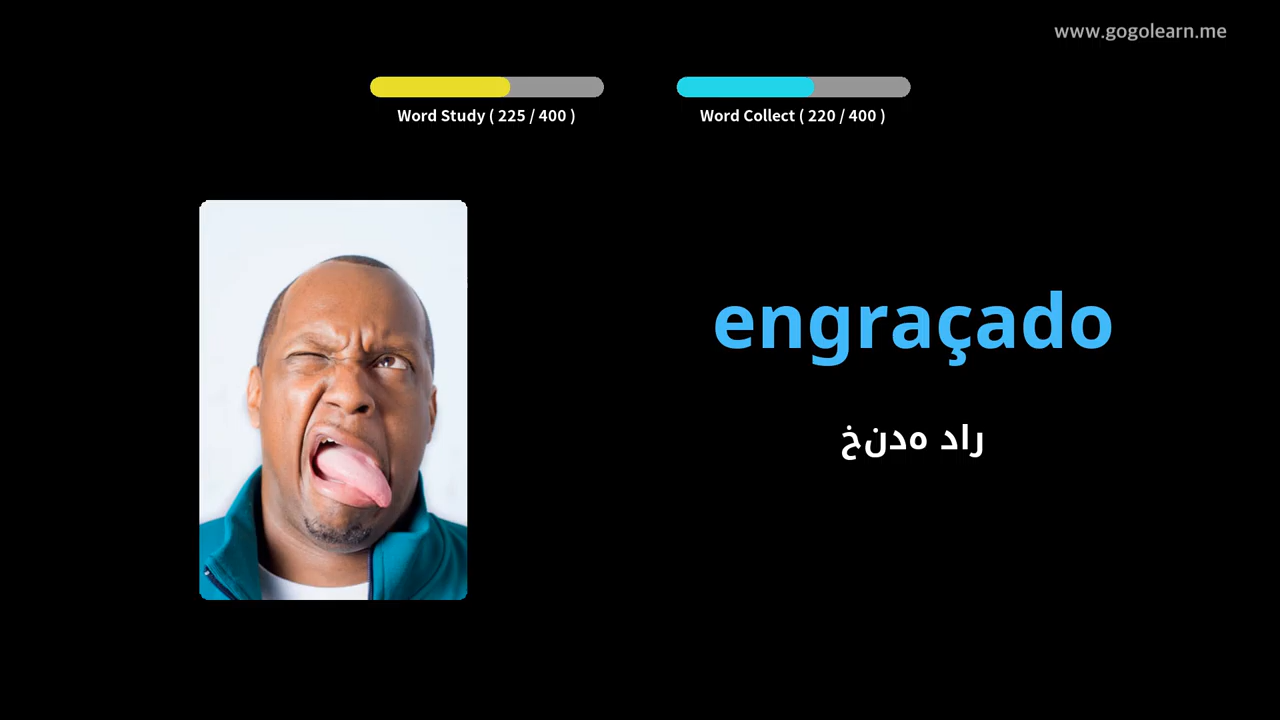 www.gogolearn.me
Word Study ( 225 / 400 )
Word Collect ( 220 / 400 )
engraçado
خنده دار